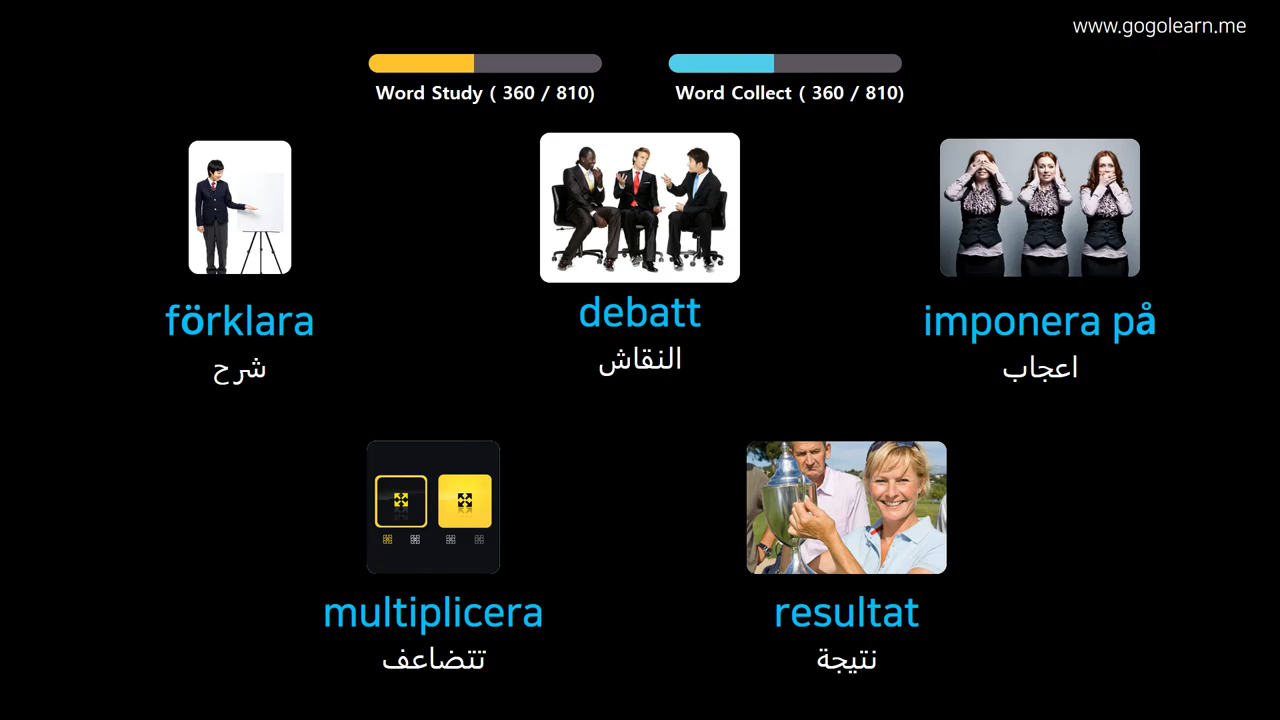 www.gogolearn.me
Word Study ( 360 / 810)
Word Collect ( 360 / 810)
förklara
شرح
debatt
النقاش
imponera på
اعجاب
multiplicera
تتضاعف
resultat
نتيجة